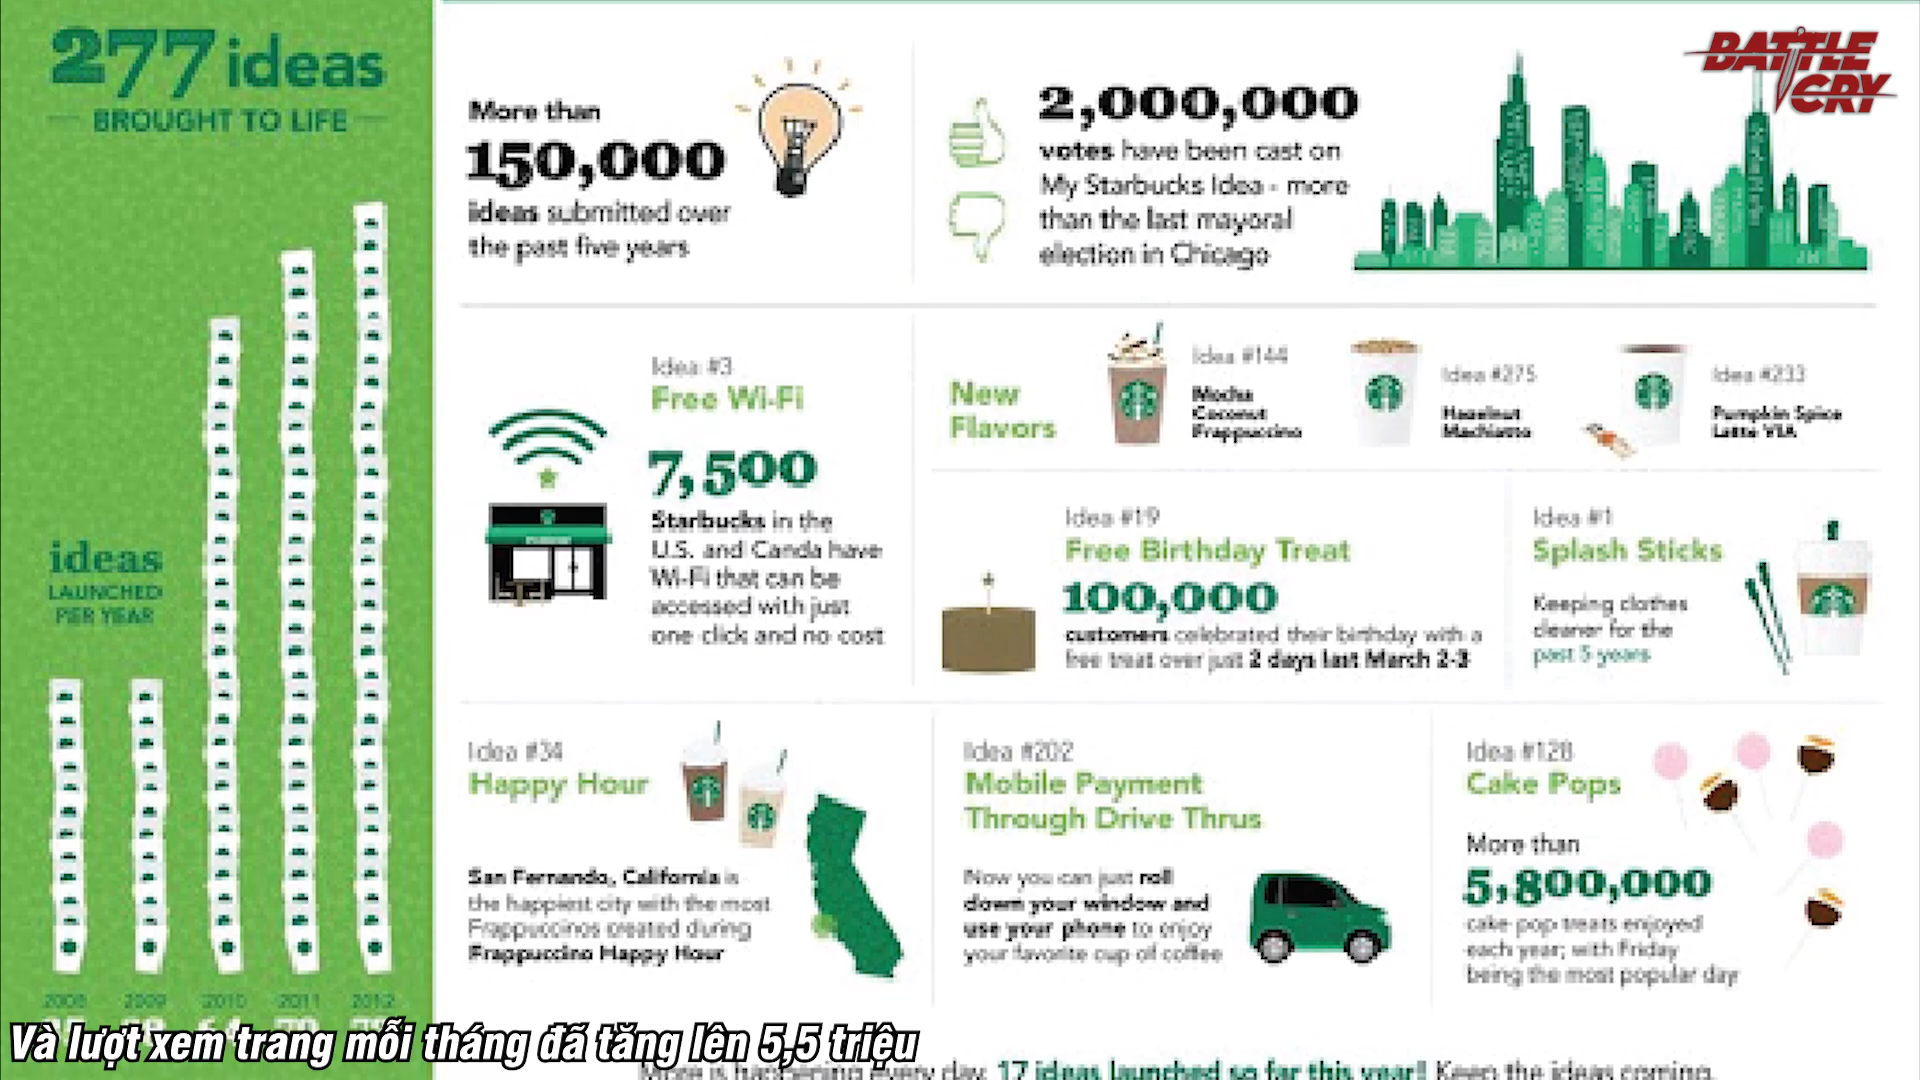 277 ideas
BROUGHT TO LIFE
ideas
LAUNCHED
PER YEAR
2008 2009 2010 2011 2012
More than
150,000
ideas submitted over
the past five years
2,000,000
votes have been cast on
My Starbucks Idea - more
than the last mayoral
election in Chicago
BATTLE
CRY
Idea #3
Free Wi-Fi
7,500
Starbucks in the
U.S. and Canda have
Wi-Fi that can be
accessed with just
one click and no cost
New
Flavors
Idea #144
Mocha
Coconut
Frappuccino
Idea #275
Hazelnut
Machiatto
Idea #233
Pumpkin Spice
Latte VIA
Idea #19
Free Birthday Treat
100,000
customers celebrated their birthday with a
free treat over just 2 days last March 2-3
Idea #1
Splash Sticks
Keeping clothes
cleaner for the
past 5 years
Idea #34
Happy Hour
San Fernando, California is
the happiest city with the most
Frappuccinos created during
Frappuccino Happy Hour
Idea #202
Mobile Payment
Through Drive Thrus
Now you can just roll
down your window and
use your phone to enjoy
your favorite cup of coffee
Idea #128
Cake Pops
More than
5,800,000
cake pop treats enjoyed
each year; with Friday
being the most popular day
Và lượt xem trang mỗi tháng đã tăng lên 5,5 triệu
More is happening every day. 17 ideas launched so far this year! Keep the ideas coming.